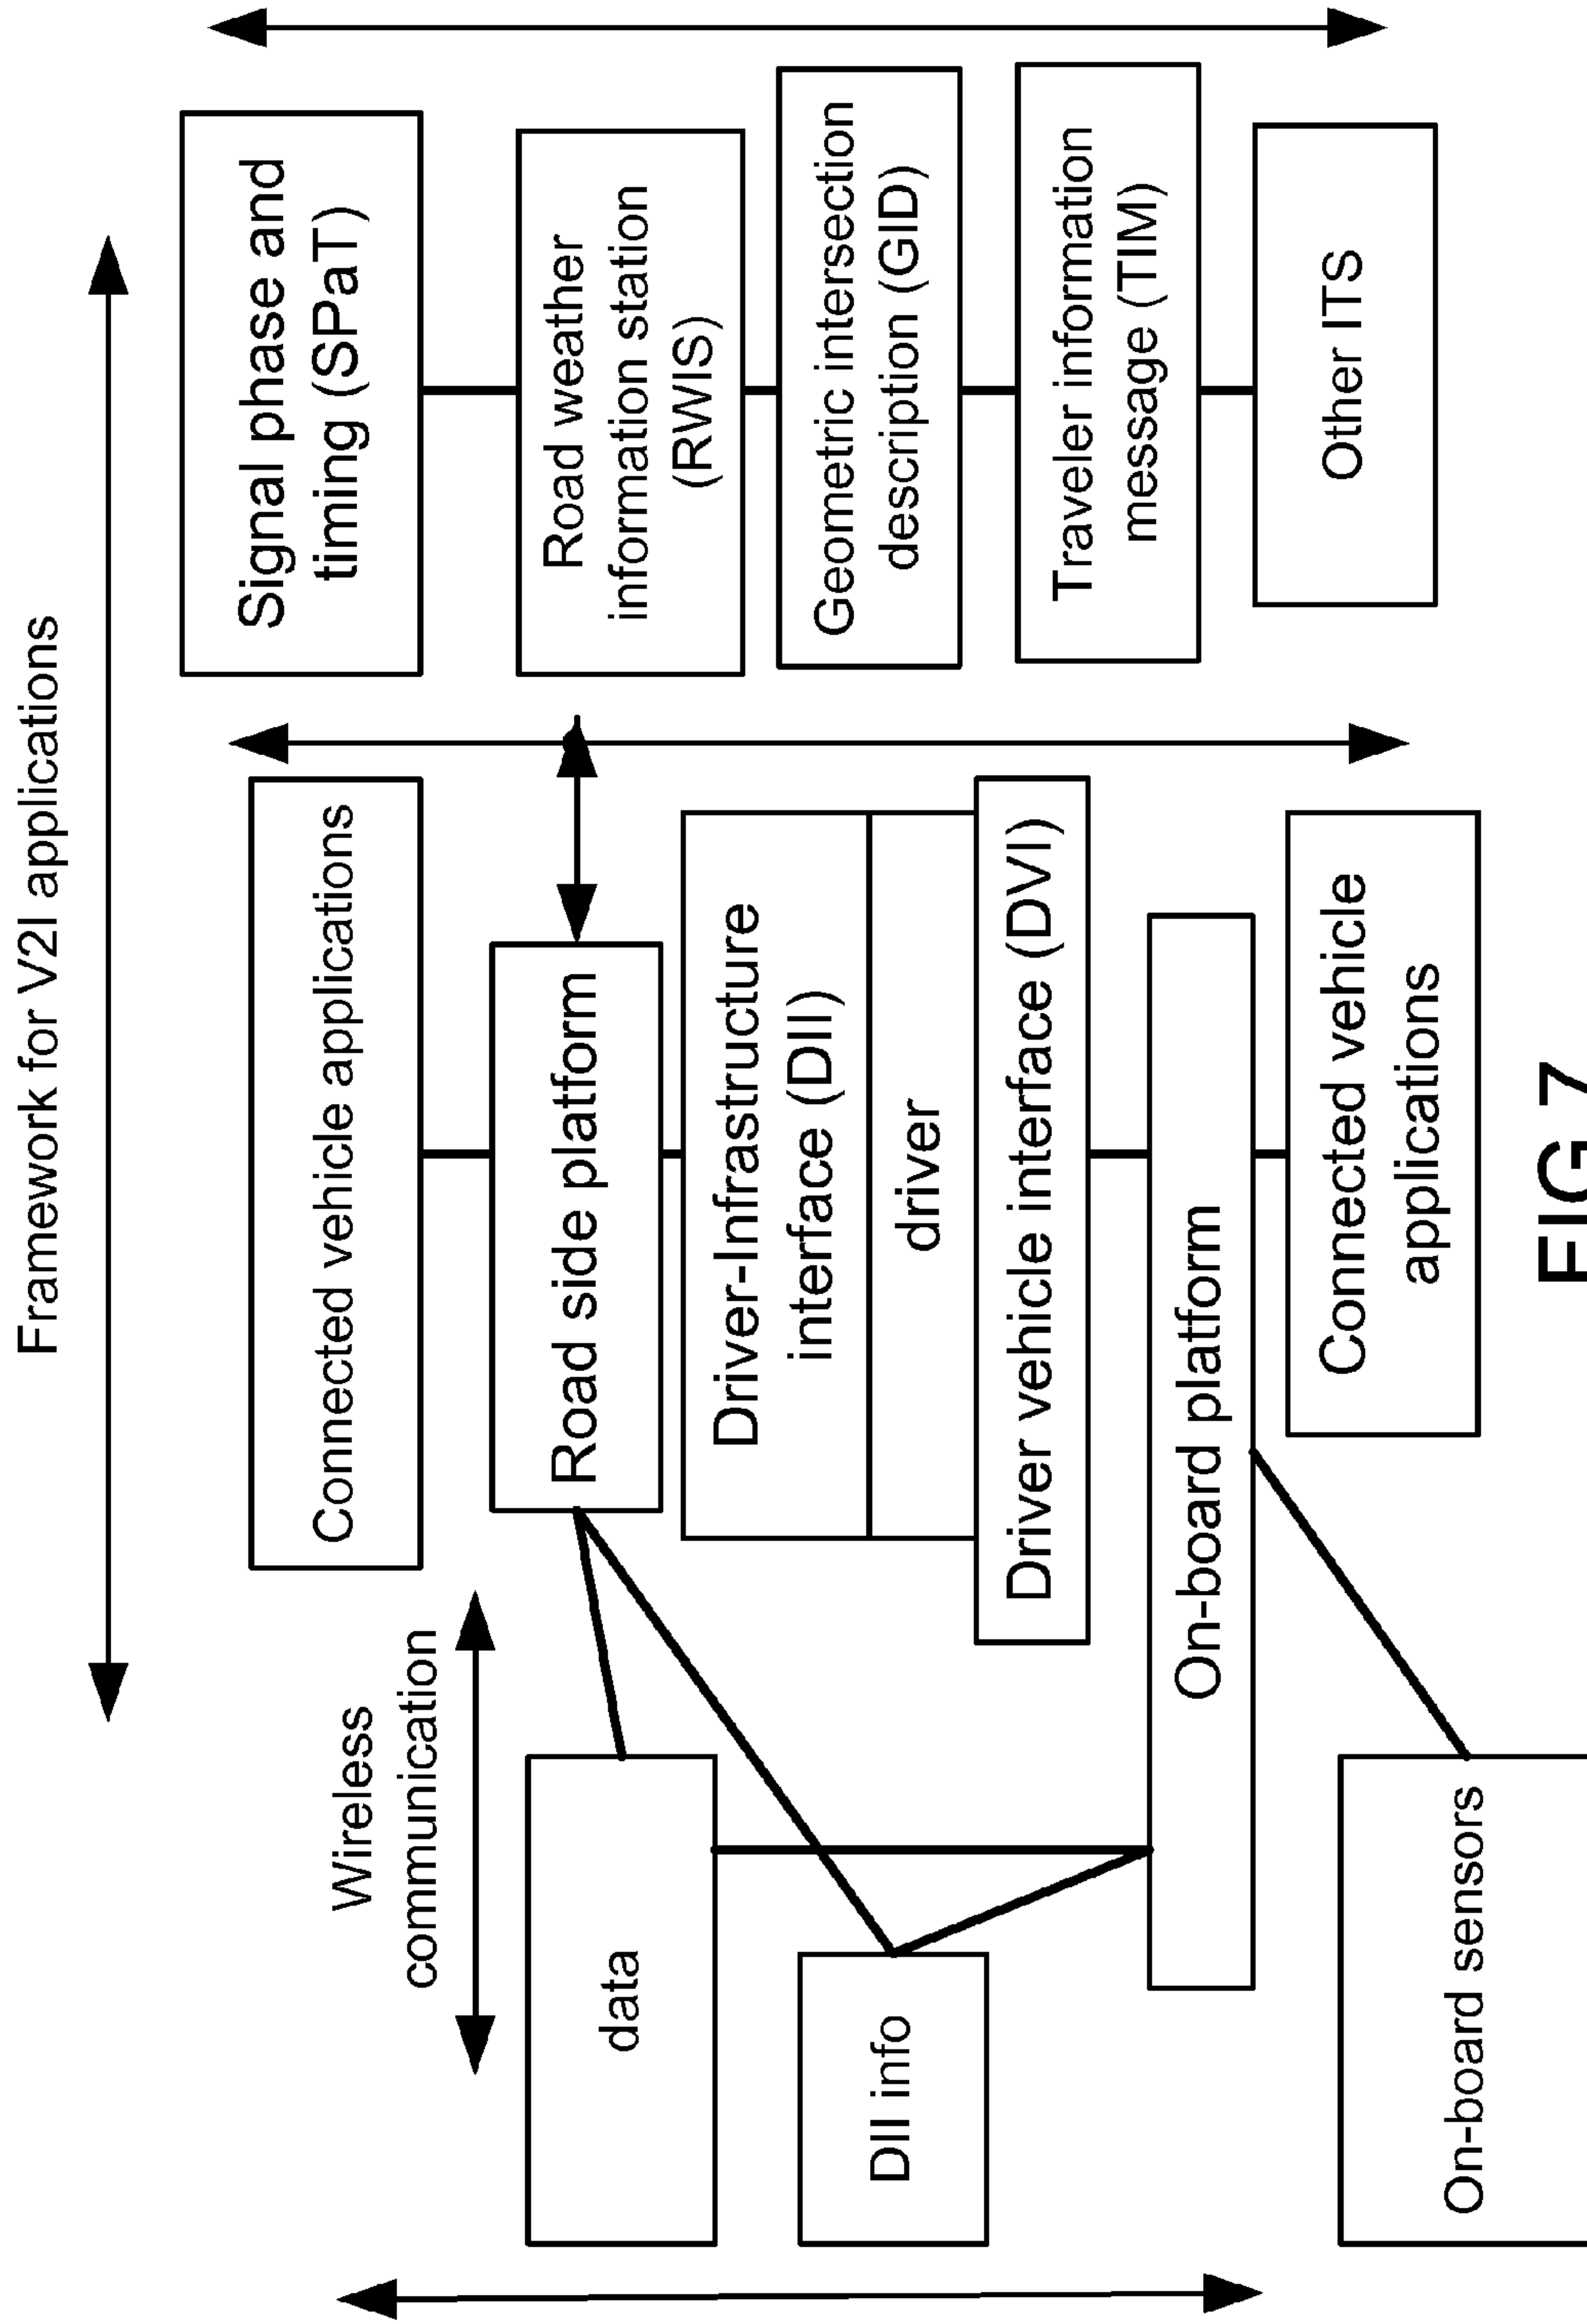 Framework for V2I applications
Wireless
communication
data
DII info
On-board sensors
Connected vehicle applications
Road side platform
Driver-Infrastructure
interface (DII)
driver
Driver vehicle interface (DVI)
On-board platform
Connected vehicle
applications
Signal phase and
timing (SPaT)
Road weather
information station
(RWIS)
Geometric intersection
description (GID)
Traveler information
message (TIM)
Other ITS
FIG 7